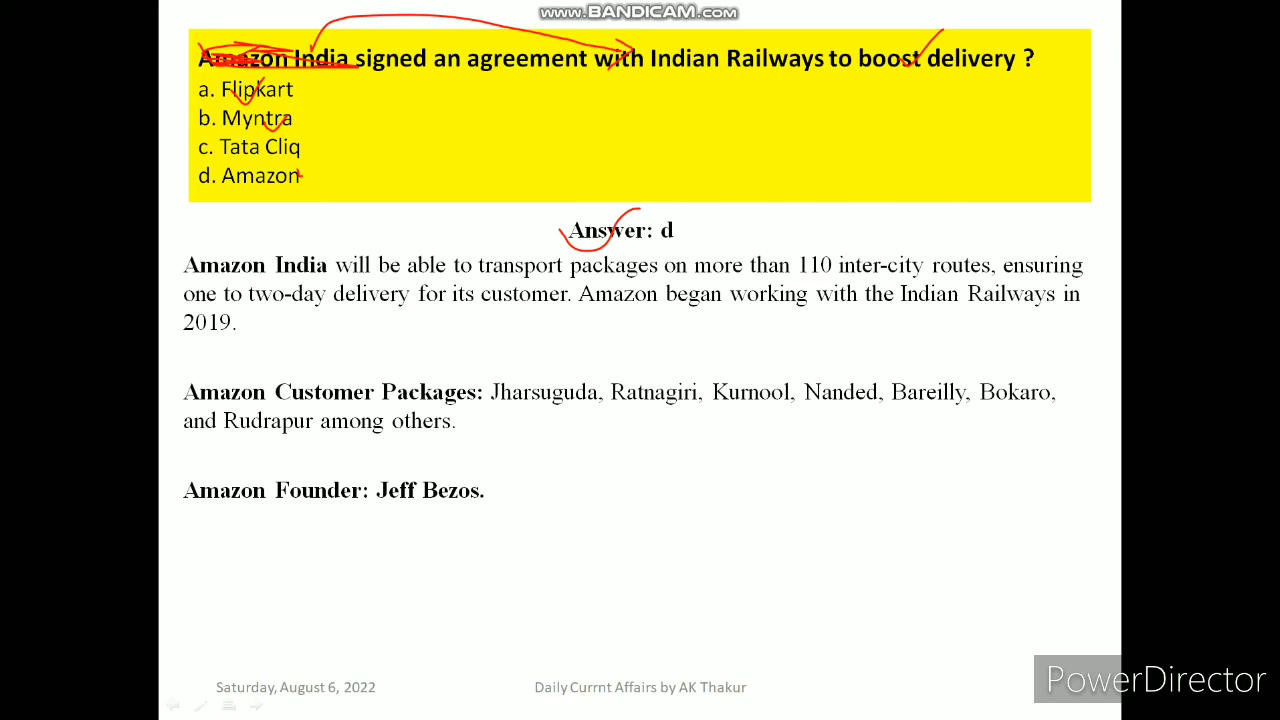 www.BANDICAM.com
Amazon India signed an agreement with Indian Railways to boost delivery ?
a. Flipkart
b. Myntra
c. Tata Cliq
d. Amazon
Answer: d
Amazon India will be able to transport packages on more than 110 inter-city routes, ensuring
one to two-day delivery for its customer. Amazon began working with the Indian Railways in
2019.
Amazon Customer Packages: Jharsuguda, Ratnagiri, Kurnool, Nanded, Bareilly, Bokaro,
and Rudrapur among others.
Amazon Founder: Jeff Bezos.
Saturday, August 6, 2022
Daily Currnt Affairs by AK Thakur
PowerDirector